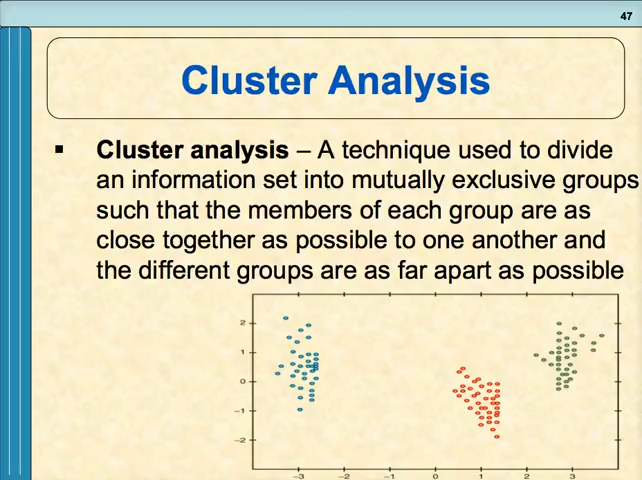 47
Cluster Analysis
▪ Cluster analysis – A technique used to divide
an information set into mutually exclusive groups
such that the members of each group are as
close together as possible to one another and
the different groups are as far apart as possible
2
1
0
−1
−2
−3 −2 −1 0 1 2 3